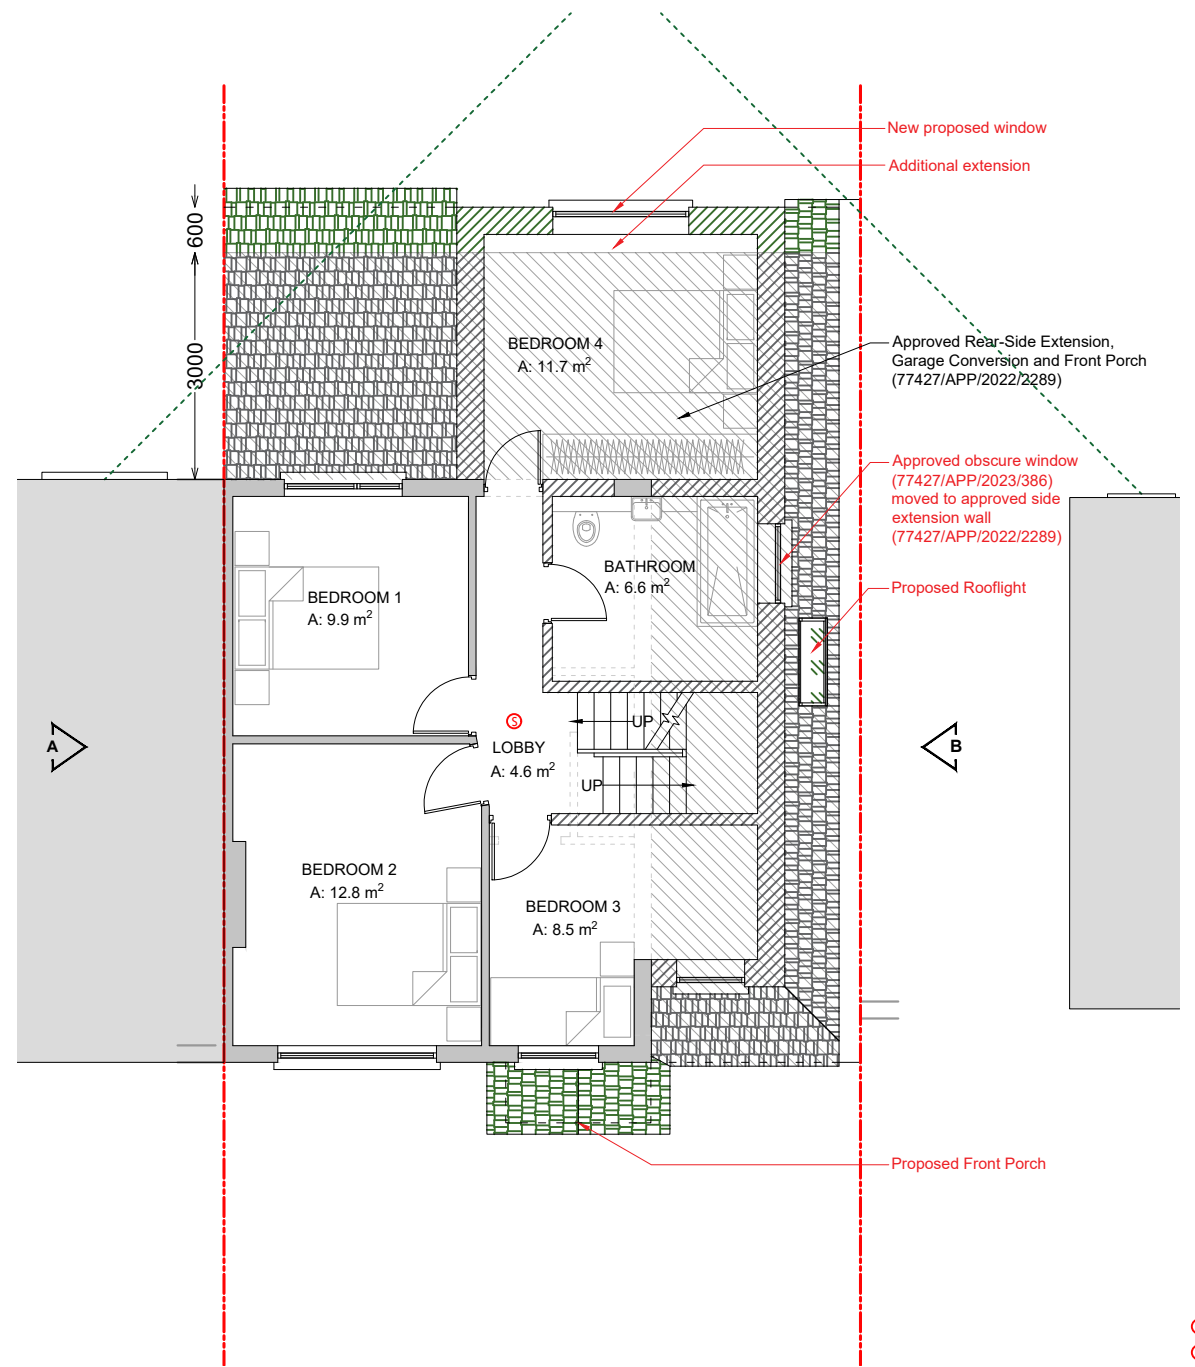 New proposed window
Additional extension
600
3000
BEDROOM 4
A: 11.7 m²
Approved Rear-Side Extension,
Garage Conversion and Front Porch
(77427/APP/2022/2289)
Approved obscure window
(77427/APP/2023/386)
moved to approved side
extension wall
(77427/APP/2022/2289)
BATHROOM
A: 6.6 m²
Proposed Rooflight
BEDROOM 1
A: 9.9 m²
S
UP
LOBBY
A: 4.6 m²
A
B
UP
BEDROOM 2
A: 12.8 m²
BEDROOM 3
A: 8.5 m²
Proposed Front Porch